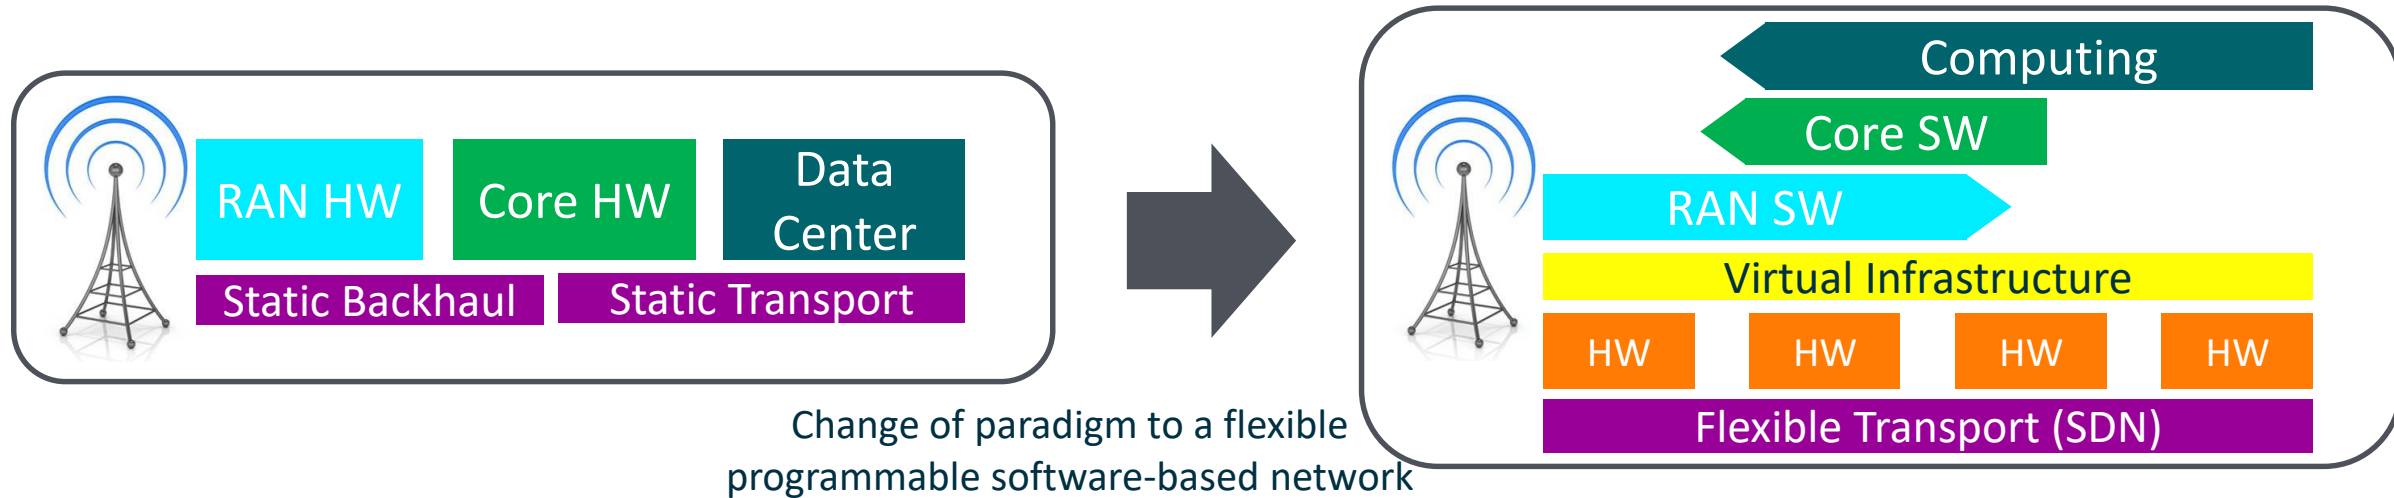 RAN HW
Core HW
Data
Center
Static Backhaul
Static Transport
Change of paradigm to a flexible
programmable software-based network
Computing
Core SW
RAN SW
Virtual Infrastructure
HW
HW
HW
HW
Flexible Transport (SDN)